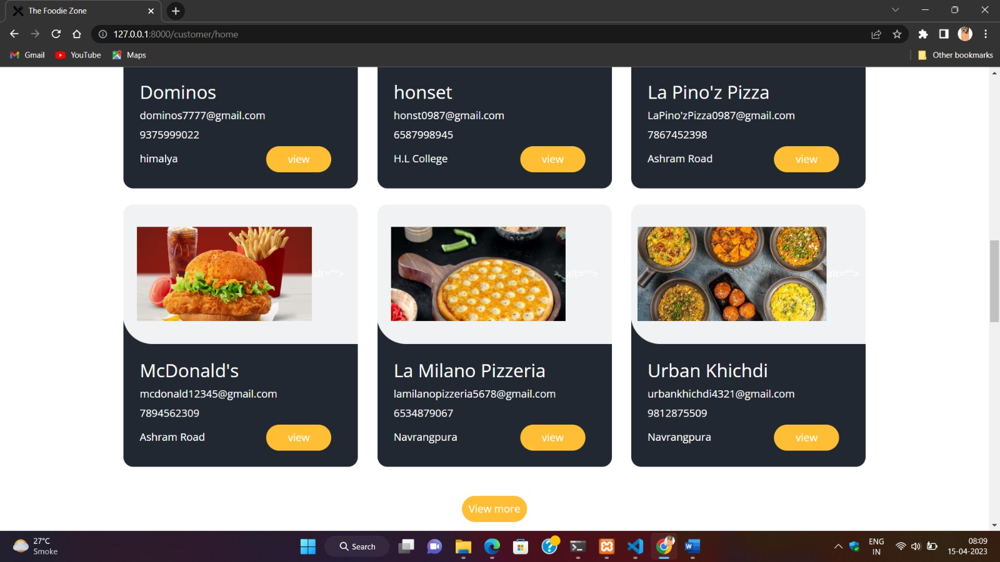 The Foodie Zone
127.0.0.1:8000/customer/home
Gmail YouTube Maps Other bookmarks
Dominos honset La Pino'z Pizza
dominos7777@gmail.com honst0987@gmail.com LaPino'zPizza0987@gmail.com
9375999022 6587998945 7867452398
himalya view H.L College view Ashram Road view
alt=""> alt=""> alt="">
McDonald's La Milano Pizzeria Urban Khichdi
mcdonald12345@gmail.com lamilanopizzeria5678@gmail.com urbankhichdi4321@gmail.com
7894562309 6534879067 9812875509
Ashram Road view Navrangpura view Navrangpura view
View more
27°C
Smoke
Search
ENG
IN
08:09
15-04-2023